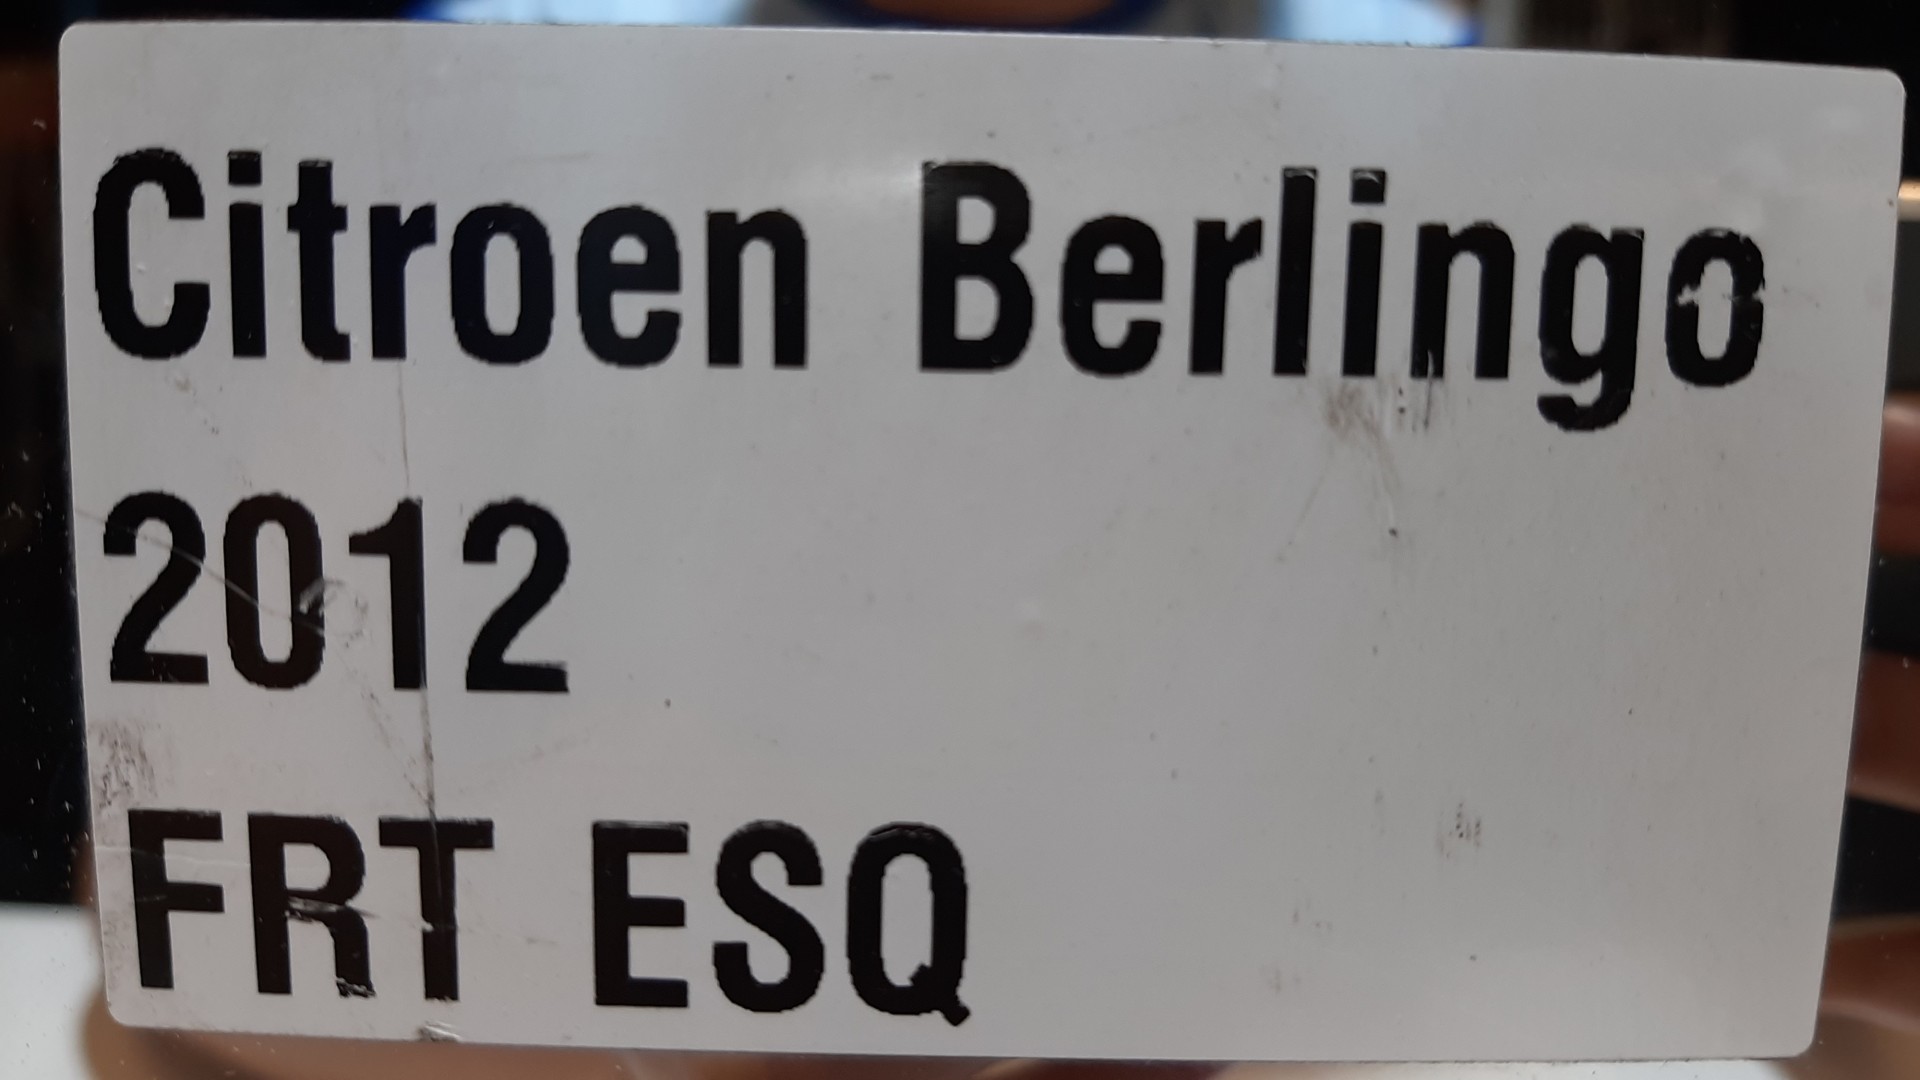 Citroen Berlingo
2012
FRT ESQ